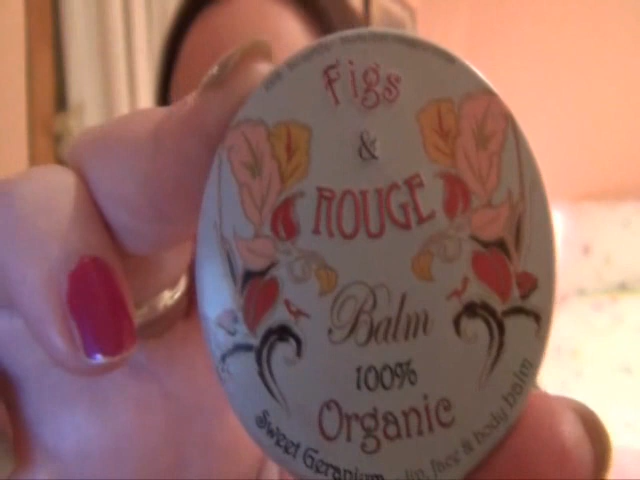 Figs
&
ROUGE
Balm
100%
Organic
Sweet Geranium lip, face & body balm